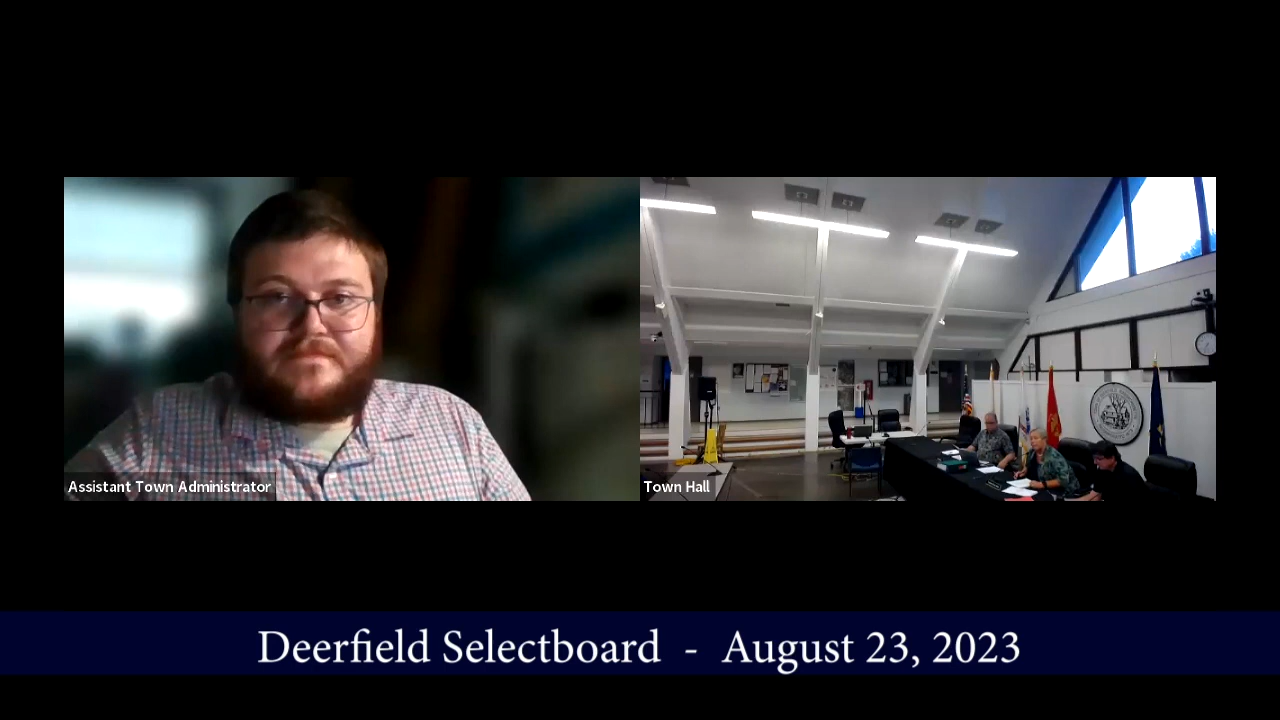 Assistant Town Administrator
Town Hall
Deerfield Selectboard - August 23, 2023